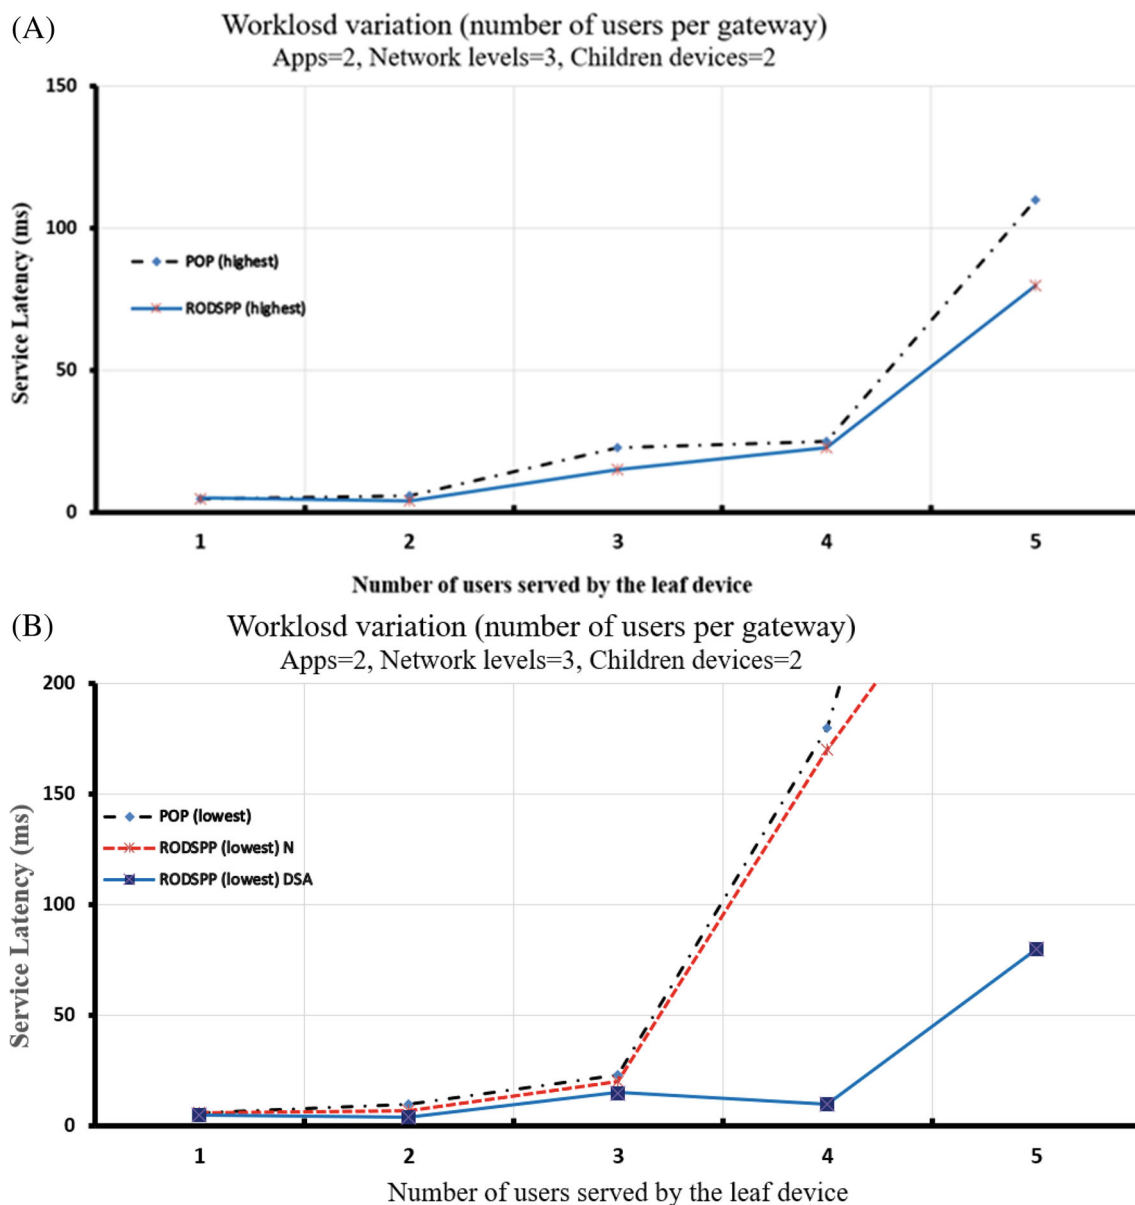 (A)
Worklosd variation (number of users per gateway)
Apps=2, Network levels=3, Children devices=2
150
100
50
0
Service Latency (ms)
POP (highest)
RODSPP (highest)
1 2 3 4 5
Number of users served by the leaf device
(B)
Worklosd variation (number of users per gateway)
Apps=2, Network levels=3, Children devices=2
200
150
100
50
0
Service Latency (ms)
POP (lowest)
RODSPP (lowest) N
RODSPP (lowest) DSA
1 2 3 4 5
Number of users served by the leaf device